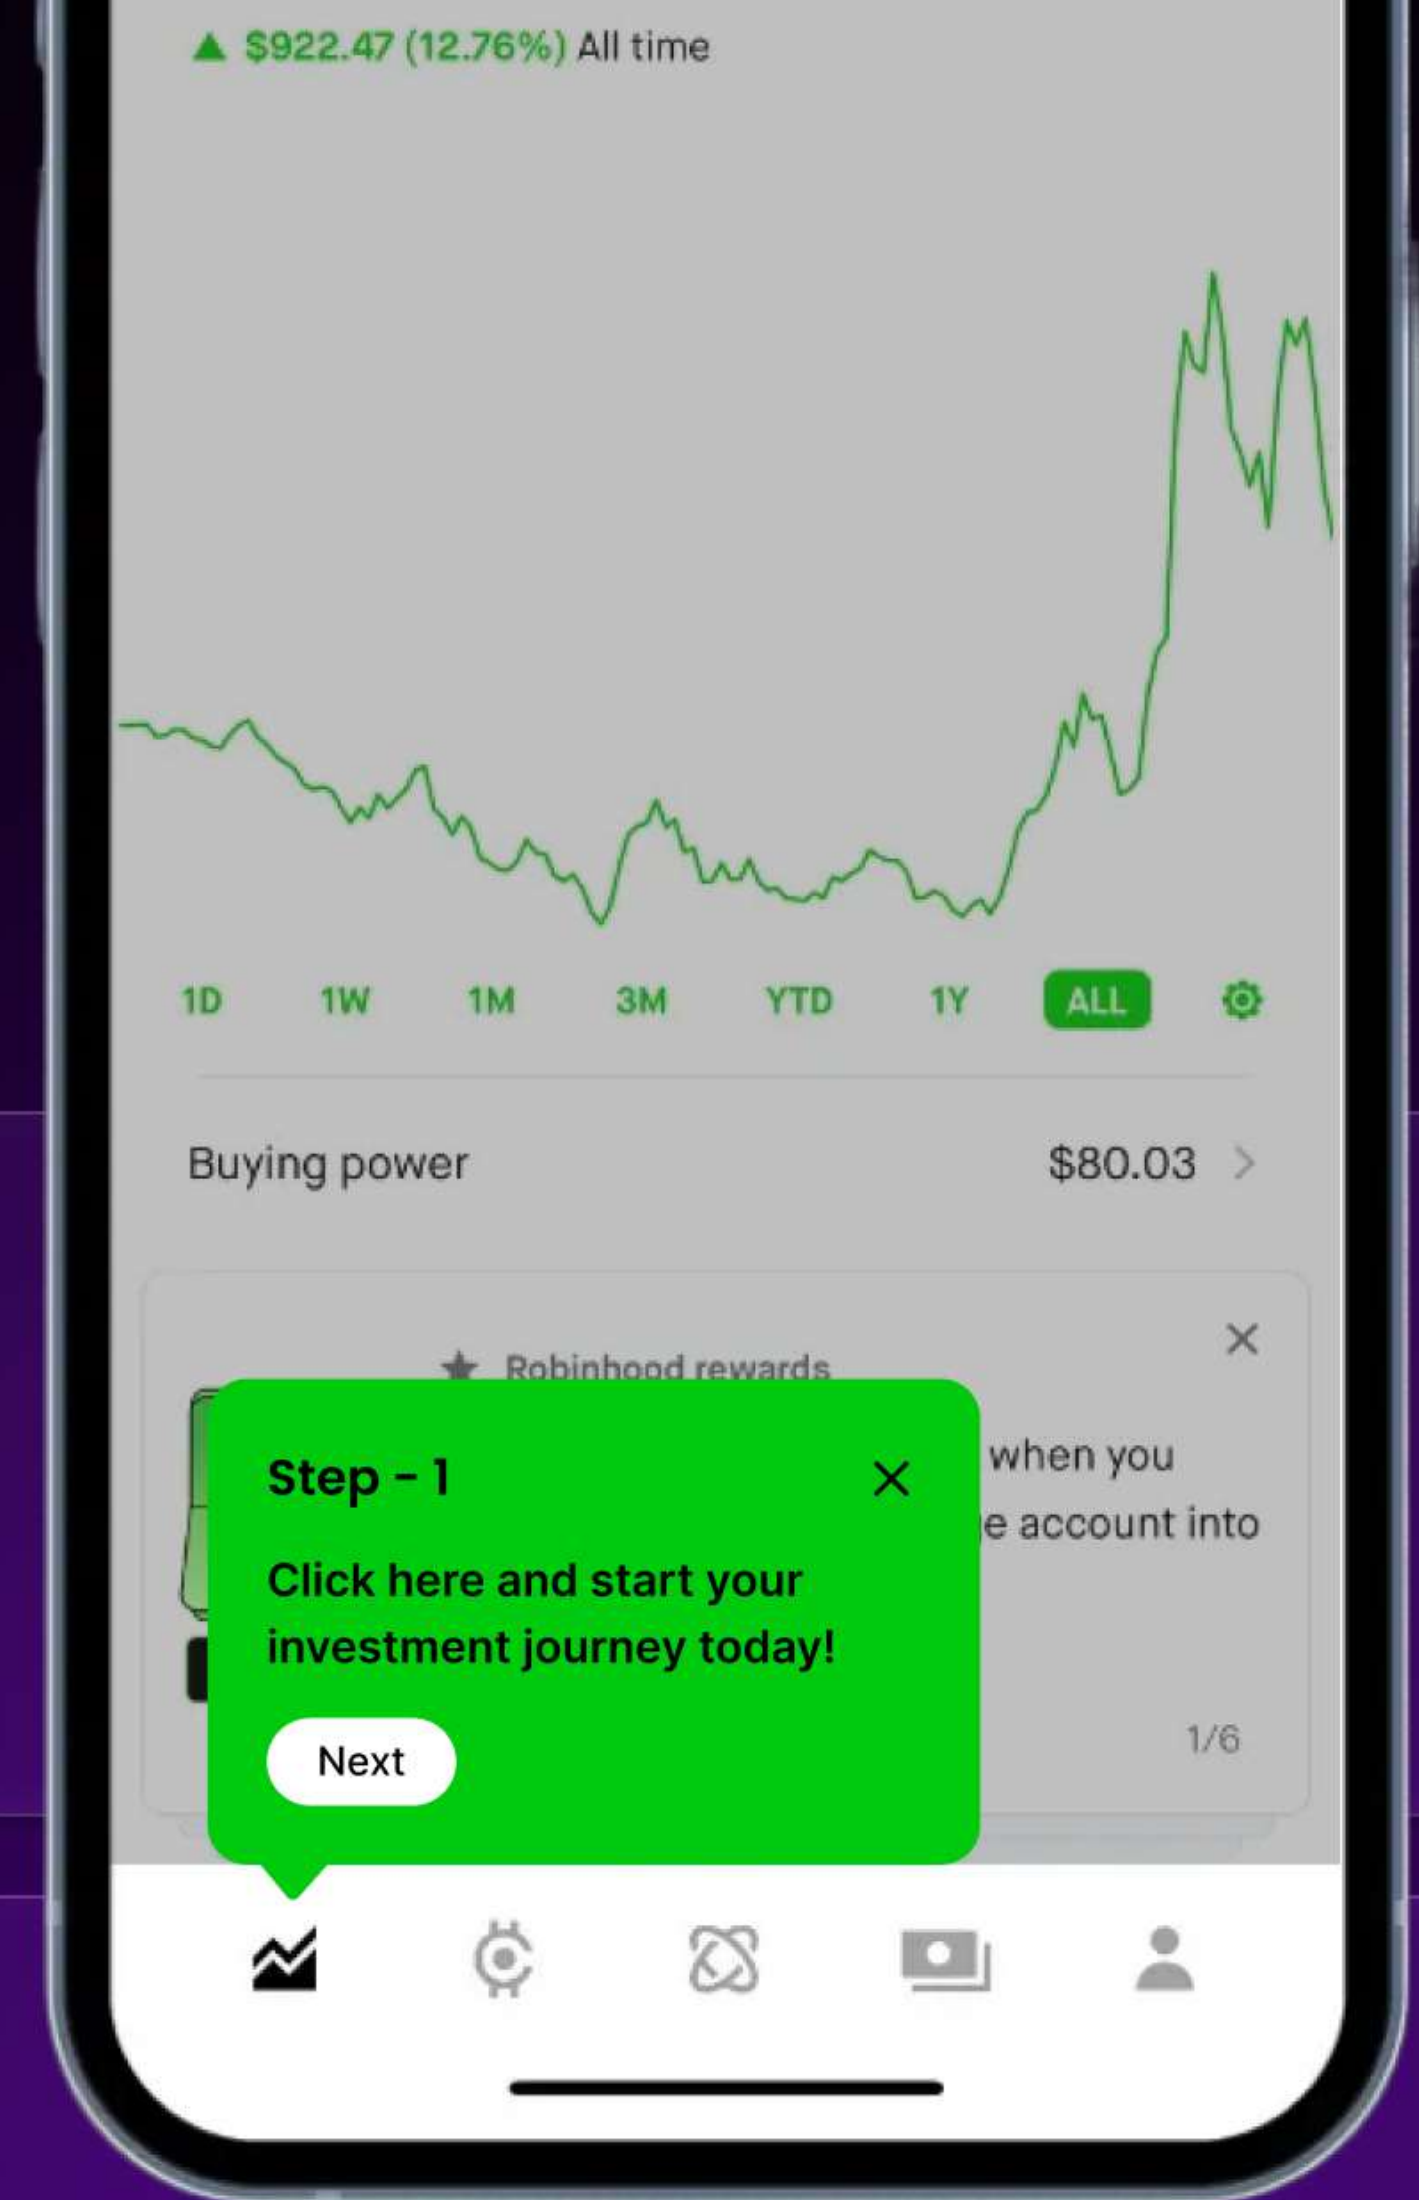 ▲ $922.47 (12.76%) All time
1D 1W 1M 3M YTD 1Y ALL
Buying power $80.03
Robinhood rewards
when you
account into
Step - 1
Click here and start your
investment journey today!
Next
1/6